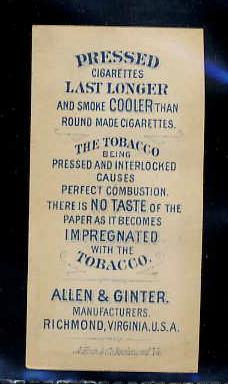 PRESSED
CIGARETTES
LAST LONGER
AND SMOKE COOLER THAN
ROUND MADE CIGARETTES.
THE TOBACCO
BEING
PRESSED AND INTERLOCKED
CAUSES
PERFECT COMBUSTION.
THERE IS NO TASTE OF THE
PAPER AS IT BECOMES
IMPREGNATED
WITH THE
TOBACCO.
ALLEN & GINTER.
MANUFACTURERS.
RICHMOND, VIRGINIA. U.S.A.